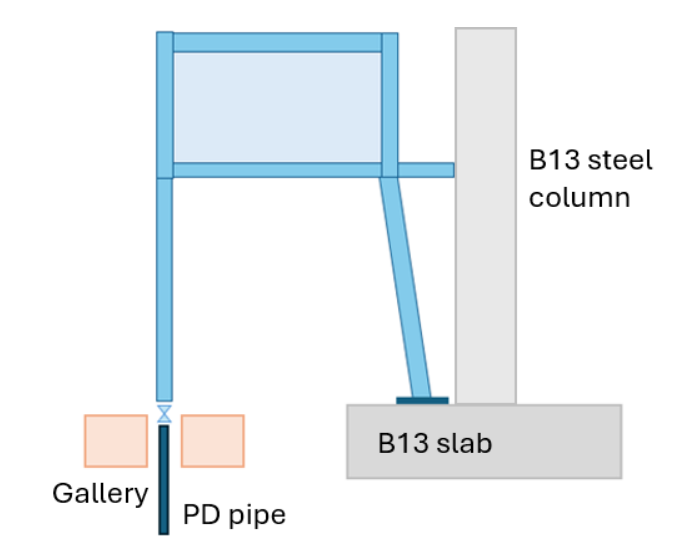 B13 steel
column
B13 slab
Gallery
PD pipe